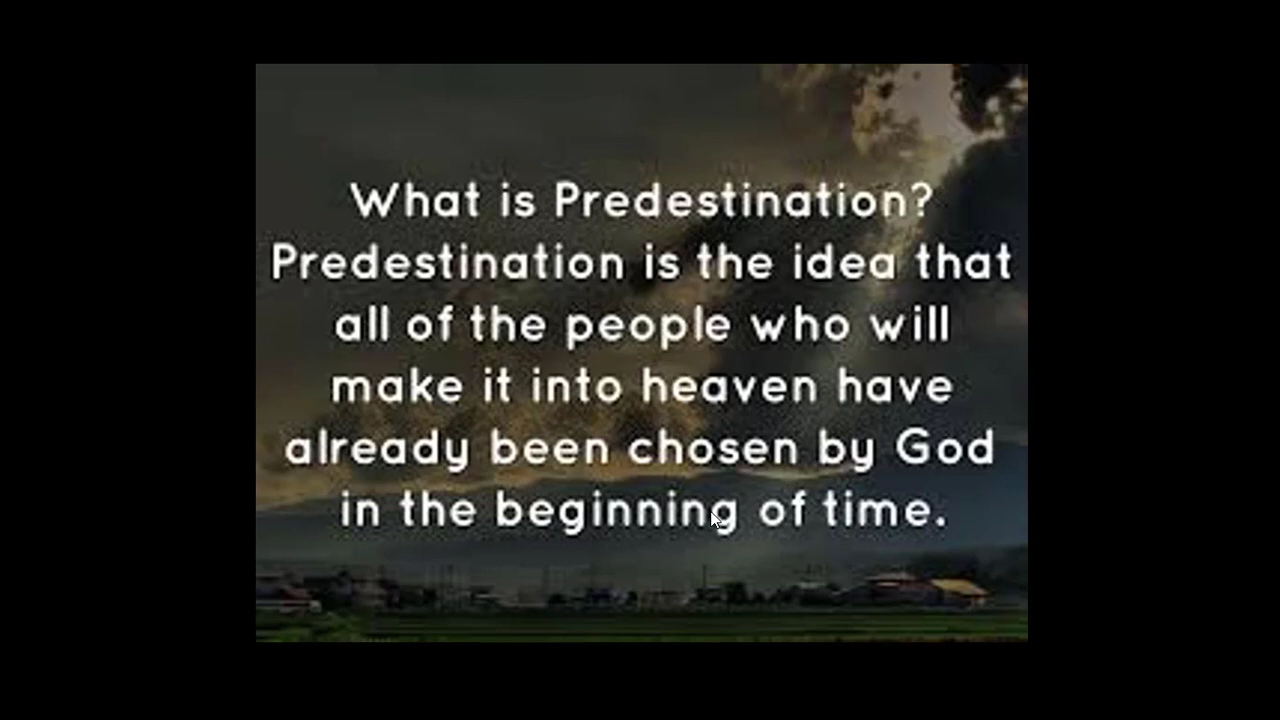 What is Predestination?
Predestination is the idea that
all of the people who will
make it into heaven have
already been chosen by God
in the beginning of time.